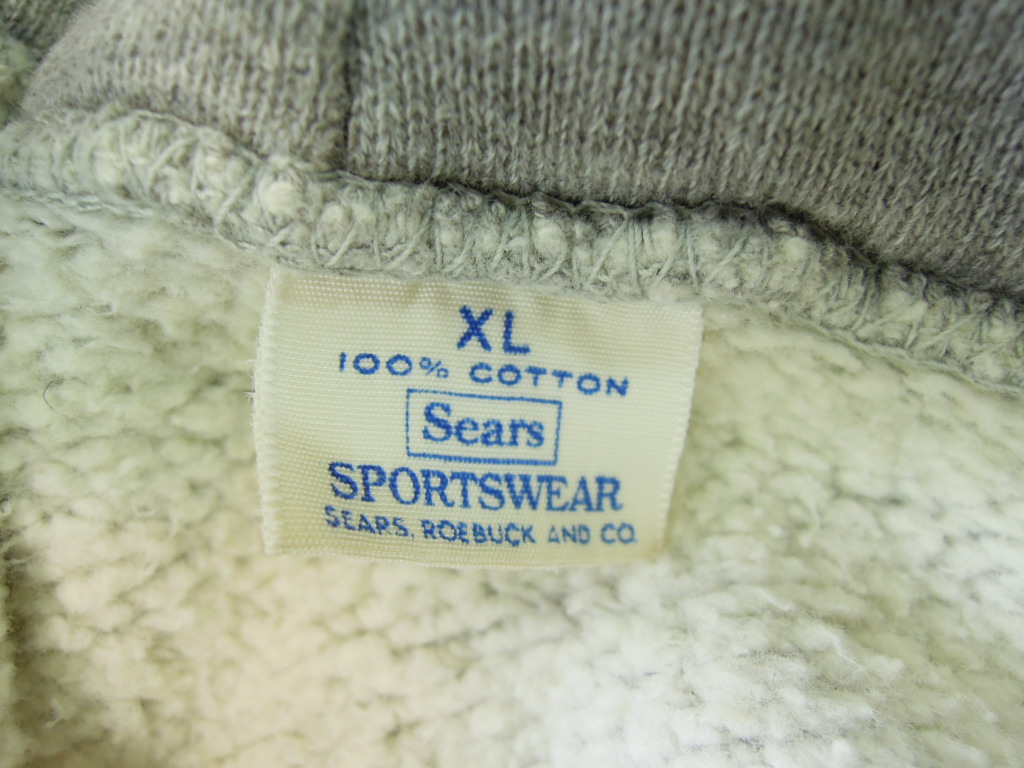 XL
100% COTTON
Sears
SPORTSWEAR
SEARS, ROEBUCK AND CO.